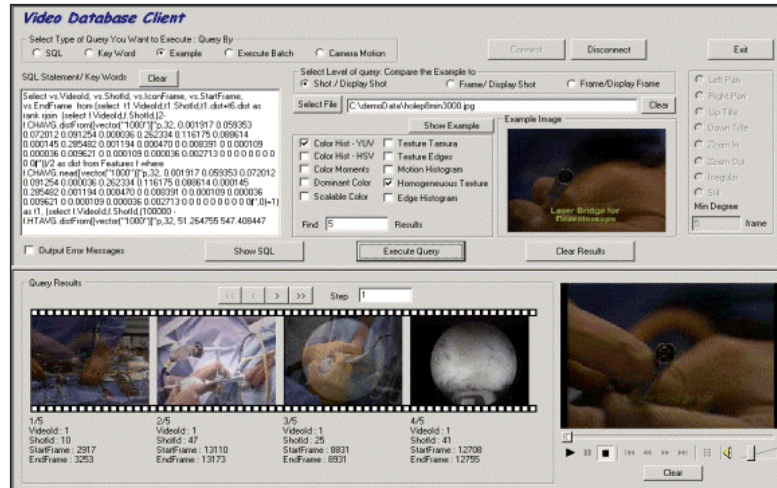 Video Database Client
Select Type of Query You Want to Execute : Query By
SQL
Key Word
Example
Execute Batch
Camera Motion
Connect
Disconnect
Exit
SQL Statement/ Key Words
Clear
Select vs.VideoId, vs.ShotId, vs.IconFrame, vs.StartFrame,
vs.EndFrame from (select t1.VideoId,t1.ShotId,t1.dist+t6.dist as
rank rjoin (select f.VideoId,f.ShotId,(2-
f.CHAVG.distFrom([vector("1000")["p,32, 0.001917 0.059353
0.072012 0.091254 0.000036 0.262334 0.116175 0.088614
0.000145 0.285482 0.001194 0.000470 0 0.008391 0 0.000109
0.000036 0.009621 0 0.000109 0.000036 0.002713 0 0 0 0 0 0 0 0
0 0]"))/2 as dist from Features f where
f.CHAVG.near([vector("1000")["p,32, 0.001917 0.059353 0.072012
0.091254 0.000036 0.262334 0.116175 0.088614 0.000145
0.285482 0.001194 0.000470 0 0.008391 0 0.000109 0.000036
0.009621 0 0.000109 0.000036 0.002713 0 0 0 0 0 0 0 0 0 0]",0)=1)
as t1, (select f.VideoId,f.ShotId,(100000 -
f.HTAVG.distFrom([vector("1000")["p,32, 51.264755 547.408447
Select Level of query: Compare the Example to
Shot / Display Shot
Frame/ Display Shot
Frame/Display Frame
Select File
C:\demoData\holep8min3000.jpg
Clear
Show Example
Example Image
Color Hist - YUV
Texture Tamura
Color Hist - HSV
Texture Edges
Color Moments
Motion Histogram
Dominant Color
Homogenuous Texture
Scalable Color
Edge Histogram
Find
5
Results
Laser Bridge for
Left Pan
Right Pan
Up Tilte
Down Tilte
Zoom In
Zoom Out
Irregular
Still
Min Degree
5
frame
Output Error Messages
Show SQL
Execute Query
Clear Results
Query Results
<<
<
>
>>
Step
1
1/5
VideoId : 1
ShotId : 10
StartFrame : 2917
EndFrame : 3253
2/5
VideoId : 1
ShotId : 47
StartFrame : 13110
EndFrame : 13173
3/5
VideoId : 1
ShotId : 25
StartFrame : 8831
EndFrame : 8931
4/5
VideoId : 1
ShotId : 41
StartFrame : 12708
EndFrame : 12755
Clear